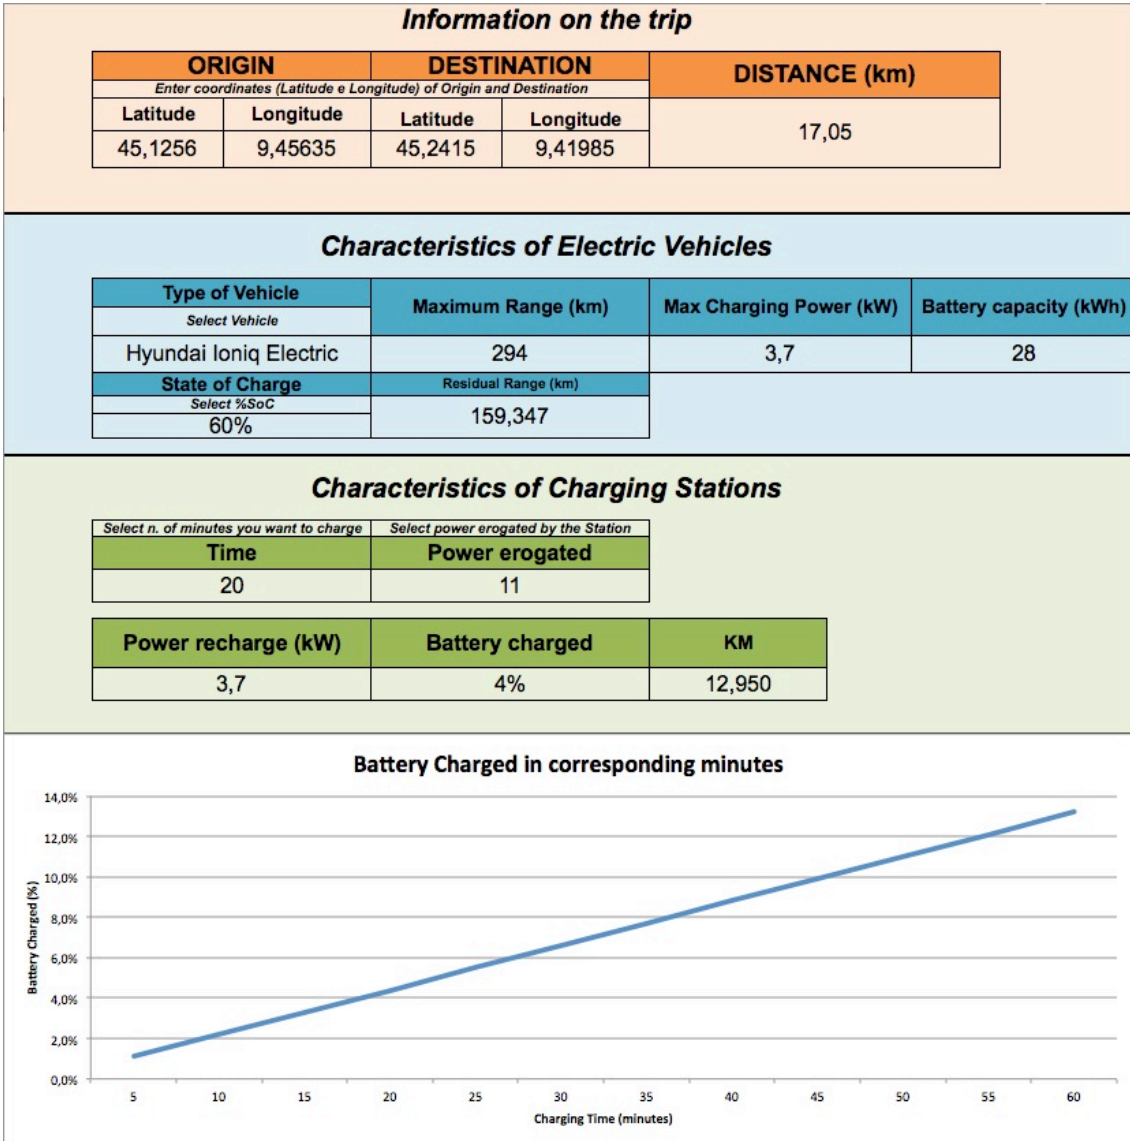 Information on the trip
ORIGIN DESTINATION DISTANCE (km)
Enter coordinates (Latitude e Longitude) of Origin and Destination
Latitude Longitude Latitude Longitude
45,1256 9,45635 45,2415 9,41985 17,05
Characteristics of Electric Vehicles
Type of Vehicle Maximum Range (km) Max Charging Power (kW) Battery capacity (kWh)
Select Vehicle
Hyundai Ioniq Electric 294 3,7 28
State of Charge Residual Range (km)
Select %SoC
60% 159,347
Characteristics of Charging Stations
Select n. of minutes you want to charge Select power erogated by the Station
Time Power erogated
20 11
Power recharge (kW) Battery charged KM
3,7 4% 12,950
Battery Charged in corresponding minutes
14,0%
12,0%
10,0%
8,0%
6,0%
4,0%
2,0%
0,0%
Battery Charged (%)
5 10 15 20 25 30 35 40 45 50 55 60
Charging Time (minutes)